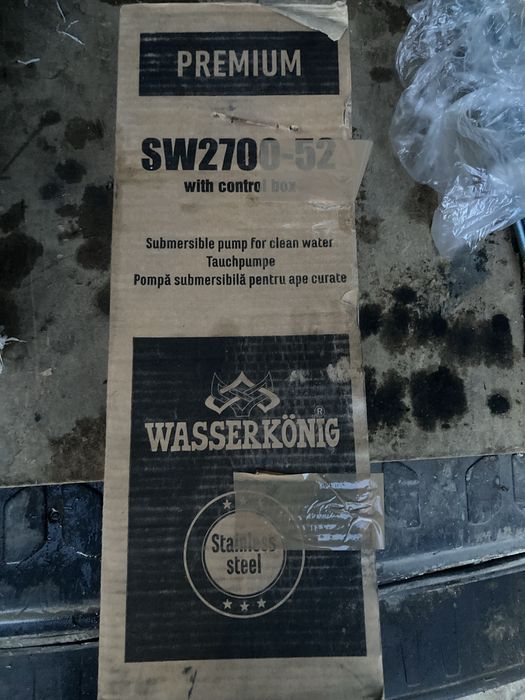 PREMIUM
SW2700-52
with control box
Submersible pump for clean water
Tauchpumpe
Pompă submersibilă pentru ape curate
WASSERKÖNIG®
Stainless
steel